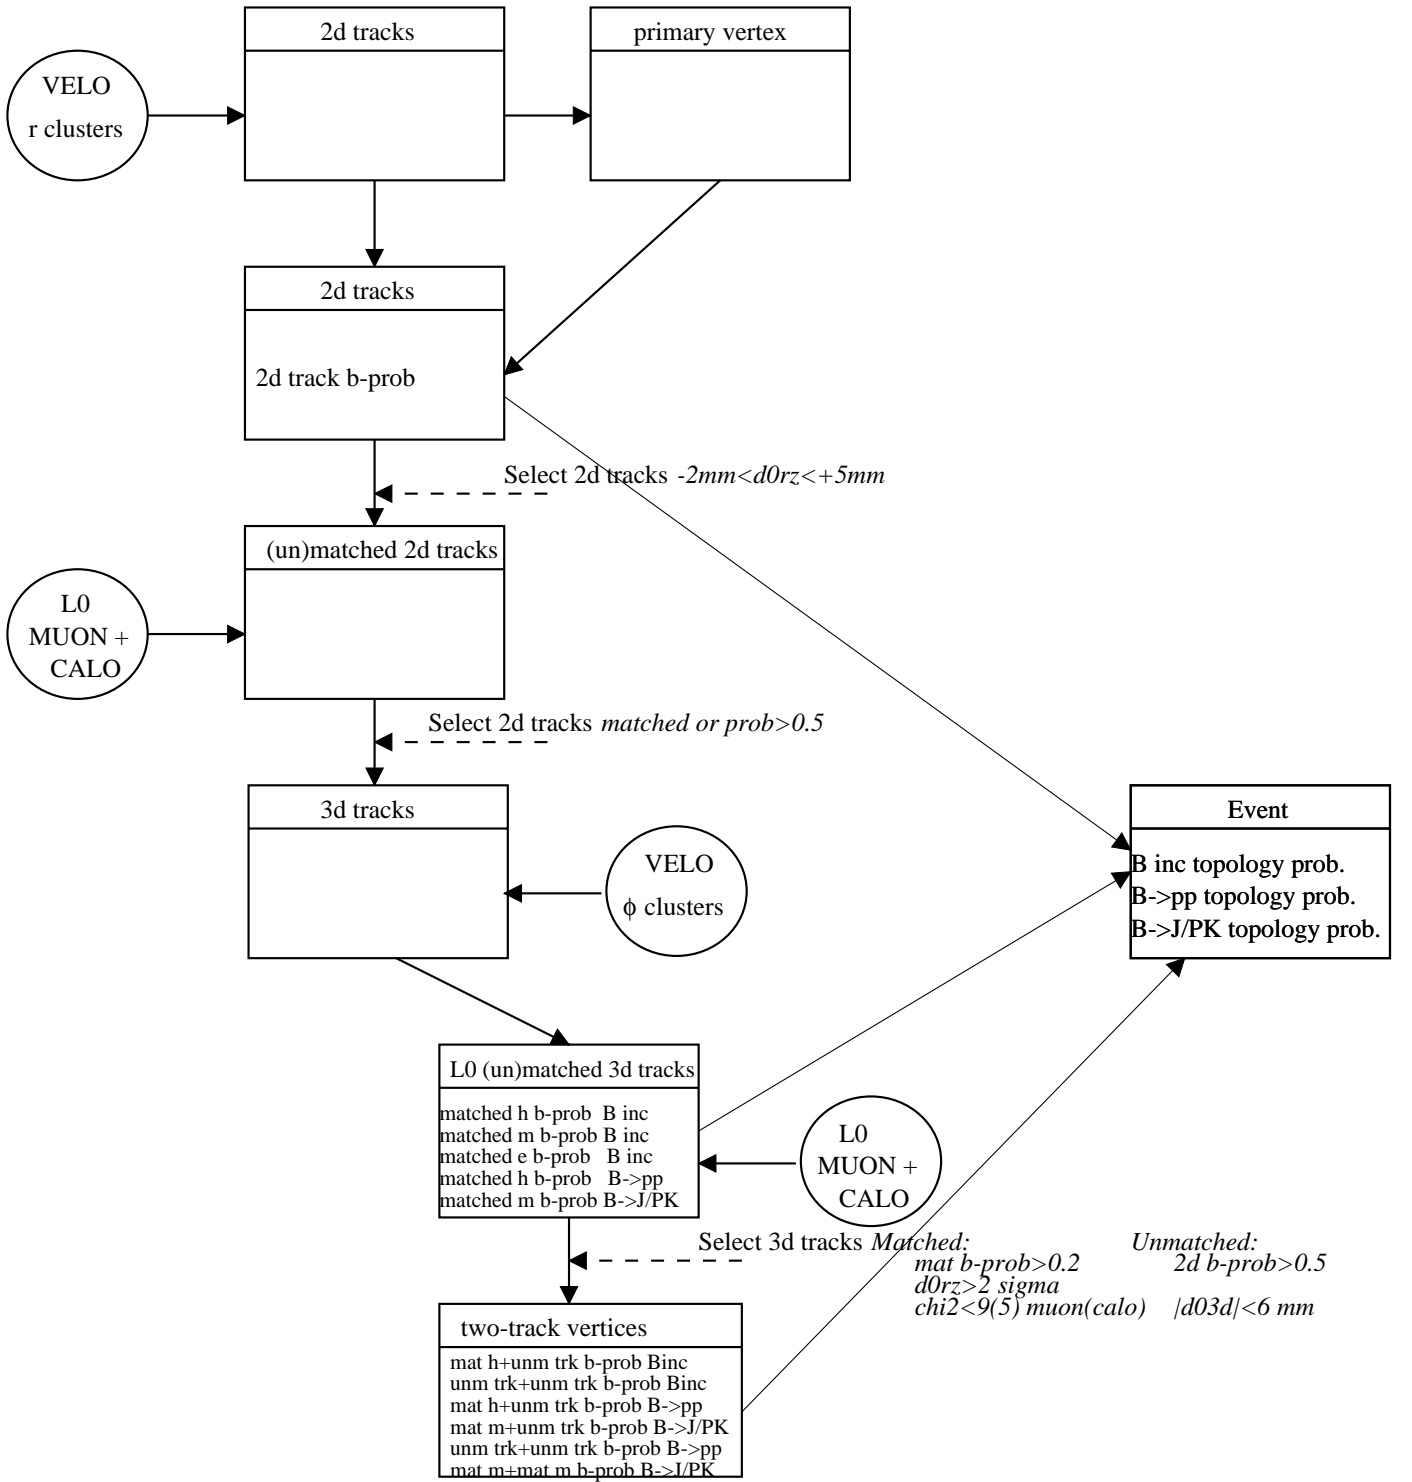 2d tracks
primary vertex
VELO
r clusters
2d tracks
2d track b-prob
Select 2d tracks -2mm<d0rz<+5mm
(un)matched 2d tracks
L0
MUON +
CALO
Select 2d tracks matched or prob>0.5
3d tracks
VELO
ϕ clusters
Event
B inc topology prob.
B->pp topology prob.
B->J/PK topology prob.
L0 (un)matched 3d tracks
matched h b-prob B inc
matched m b-prob B inc
matched e b-prob B inc
matched h b-prob B->pp
matched m b-prob B->J/PK
L0
MUON +
CALO
Select 3d tracks Matched: Unmatched:
mat b-prob>0.2 2d b-prob>0.5
d0rz>2 sigma
chi2<9(5) muon(calo) |d03d|<6 mm
two-track vertices
mat h+unm trk b-prob Binc
unm trk+unm trk b-prob Binc
mat h+unm trk b-prob B->pp
mat m+unm trk b-prob B->J/PK
unm trk+unm trk b-prob B->pp
mat m+mat m b-prob B->J/PK